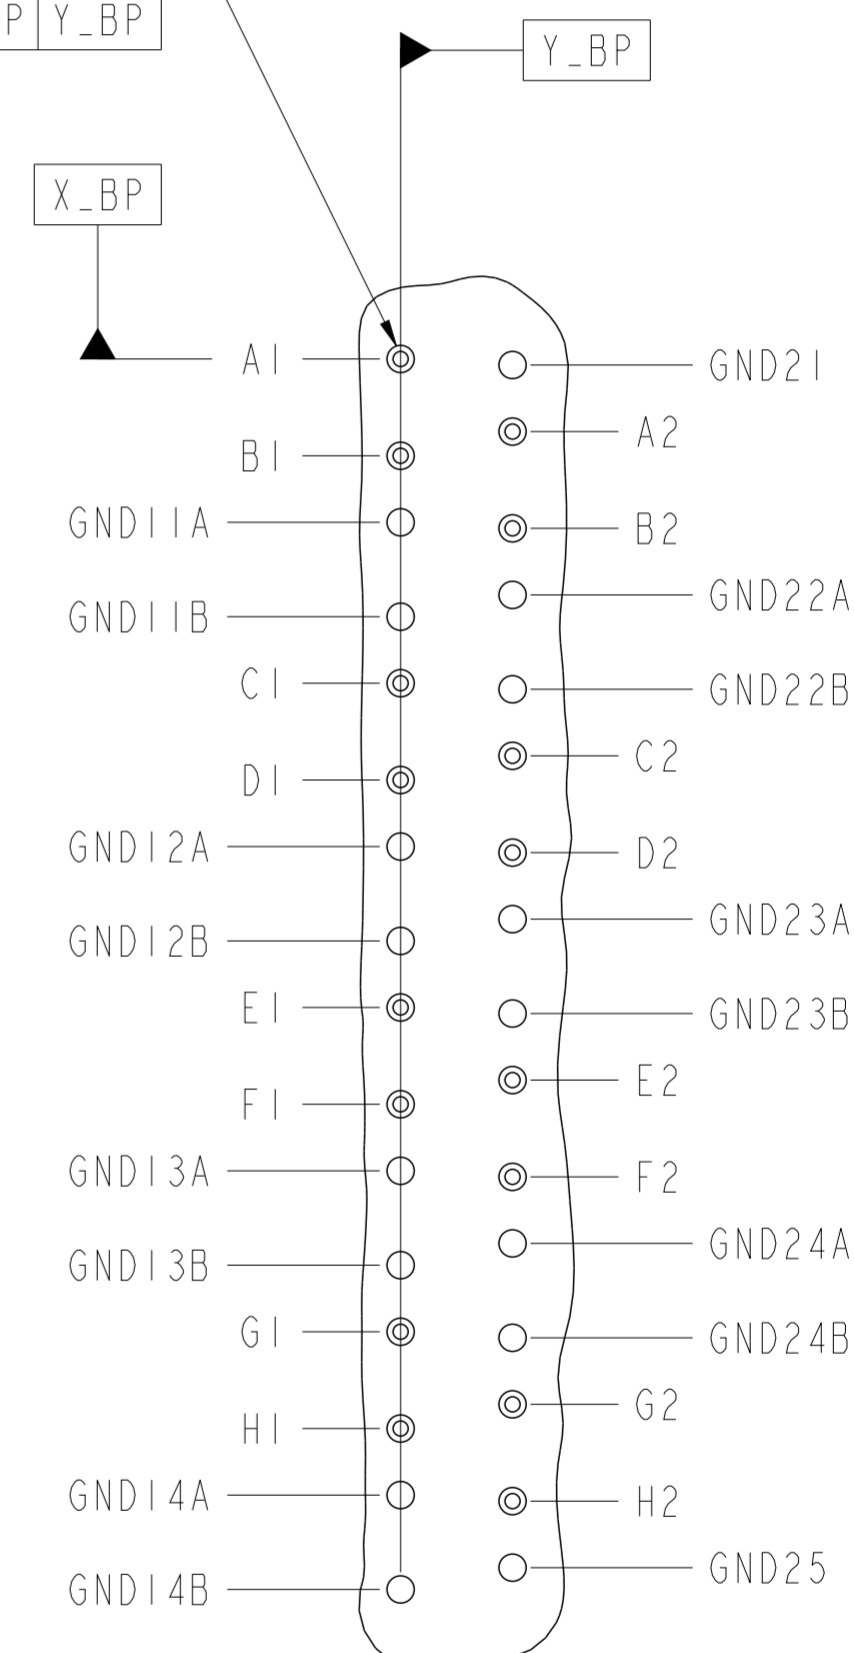 P Y_BP
Y_BP
X_BP
A1
GND21
A2
B1
GND11A
B2
GND22A
GND11B
C1
GND22B
C2
D1
GND12A
D2
GND23A
GND12B
E1
GND23B
E2
F1
GND13A
F2
GND24A
GND13B
G1
GND24B
G2
H1
GND14A
H2
GND25
GND14B